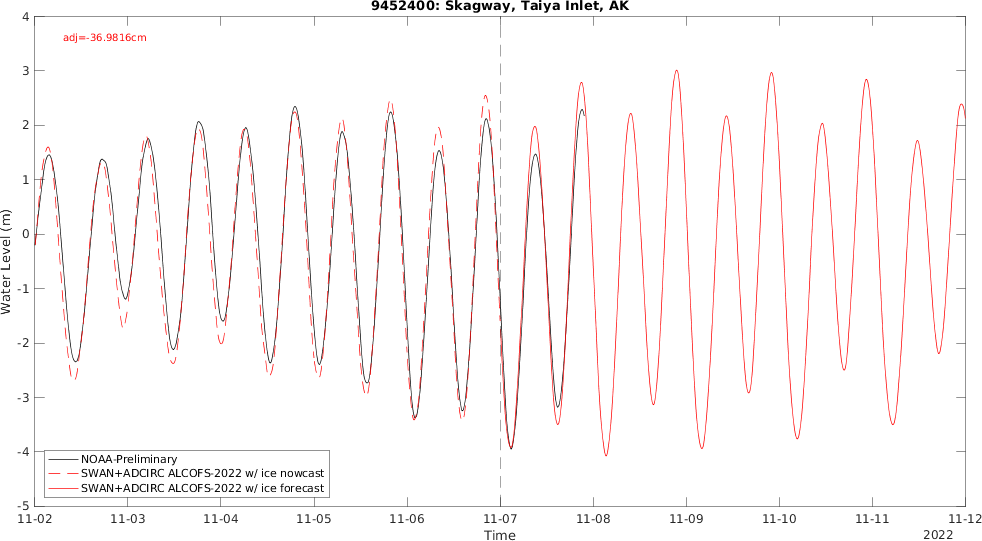 9452400: Skagway, Taiya Inlet, AK
adj=-36.9816cm
4
3
2
1
0
-1
-2
-3
-4
-5
Water Level (m)
NOAA-Preliminary
SWAN+ADCIRC ALCOFS-2022 w/ ice nowcast
SWAN+ADCIRC ALCOFS-2022 w/ ice forecast
11-02 11-03 11-04 11-05 11-06 11-07 11-08 11-09 11-10 11-11 11-12
Time
2022